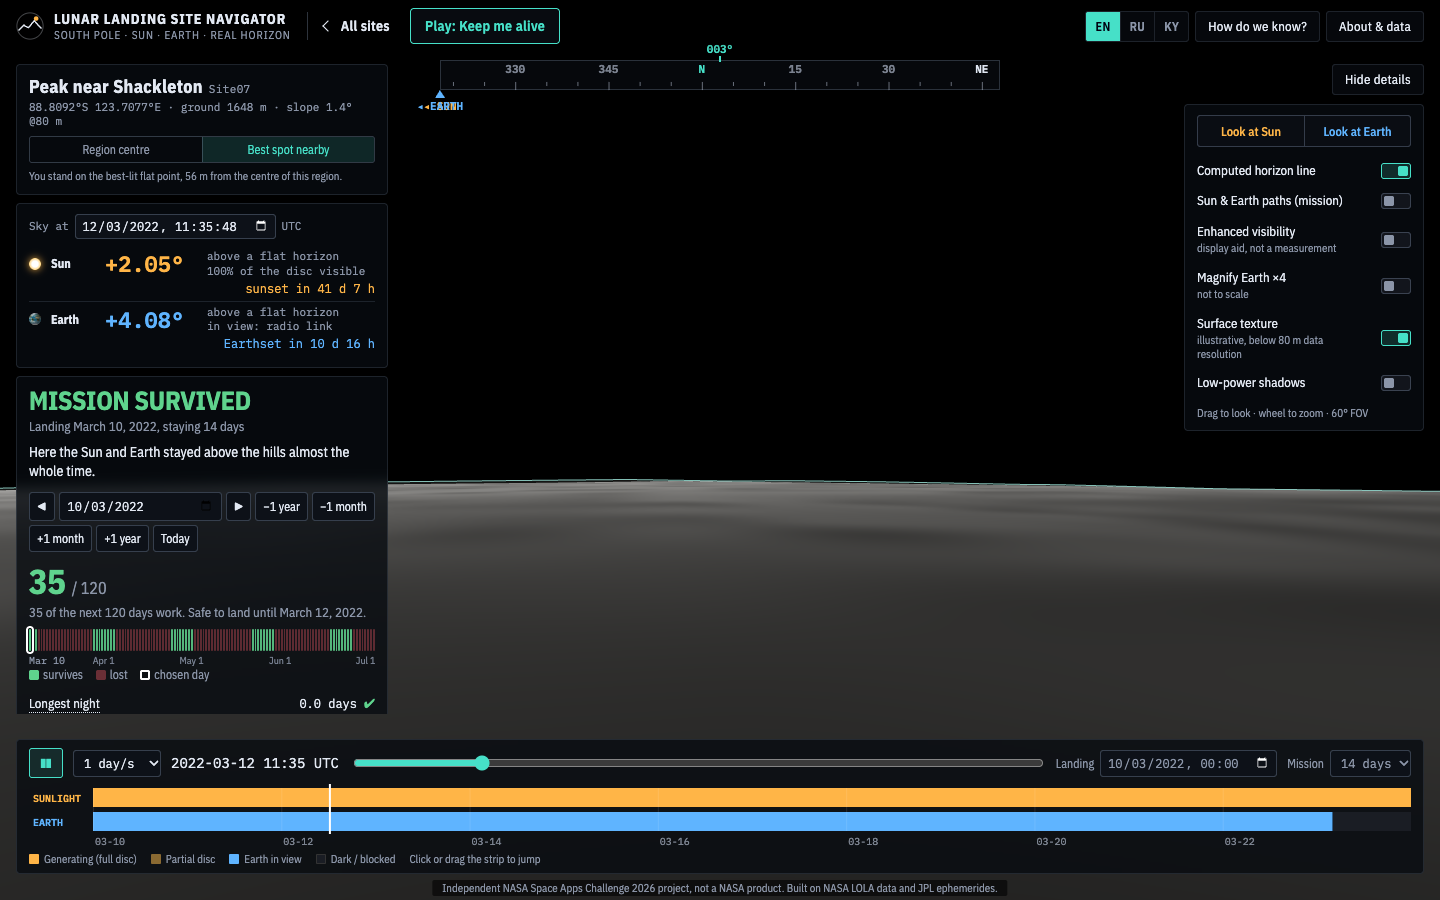 LUNAR LANDING SITE NAVIGATOR
SOUTH POLE · SUN · EARTH · REAL HORIZON
All sites
Play: Keep me alive
EN RU KY
How do we know?
About & data
003°
330 345 N 15 30 NE
Peak near Shackleton Site07
88.8092°S 123.7077°E · ground 1648 m · slope 1.4°
@80 m
Region centre
Best spot nearby
You stand on the best-lit flat point, 56 m from the centre of this region.
Sky at 12/03/2022, 11:35:48 UTC
Sun +2.05° above a flat horizon
100% of the disc visible
sunset in 41 d 7 h
Earth +4.08° above a flat horizon
in view: radio link
Earthset in 10 d 16 h
MISSION SURVIVED
Landing March 10, 2022, staying 14 days
Here the Sun and Earth stayed above the hills almost the
whole time.
◀ 10/03/2022 ▶ −1 year −1 month
+1 month +1 year Today
35 / 120
35 of the next 120 days work. Safe to land until March 12, 2022.
Mar 10 Apr 1 May 1 Jun 1 Jul 1
survives lost chosen day
Longest night 0.0 days ✔
Hide details
Look at Sun
Look at Earth
Computed horizon line
Sun & Earth paths (mission)
Enhanced visibility
display aid, not a measurement
Magnify Earth ×4
not to scale
Surface texture
illustrative, below 80 m data
resolution
Low-power shadows
Drag to look · wheel to zoom · 60° FOV
1 day/s 2022-03-12 11:35 UTC Landing 10/03/2022, 00:00 Mission 14 days
SUNLIGHT
EARTH
03-10 03-12 03-14 03-16 03-18 03-20 03-22
Generating (full disc) Partial disc Earth in view Dark / blocked Click or drag the strip to jump
Independent NASA Space Apps Challenge 2026 project, not a NASA product. Built on NASA LOLA data and JPL ephemerides.